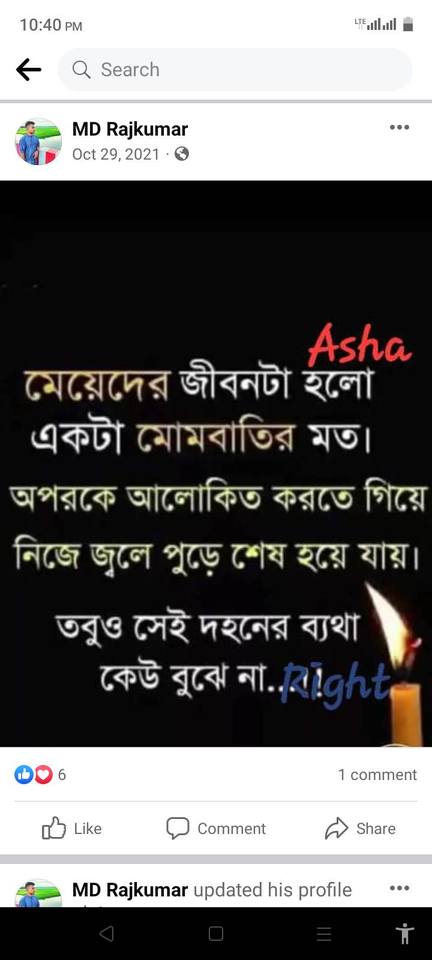 10:40 PM
LTE
Search
MD Rajkumar
Oct 29, 2021
Asha
মেয়েদের জীবনটা হলো
একটা মোমবাতির মত।
অপরকে আলোকিত করতে গিয়ে
নিজে জ্বলে পুড়ে শেষ হয়ে যায়।
তবুও সেই দহনের ব্যথা
কেউ বুঝে না...
Right
6
1 comment
Like
Comment
Share
MD Rajkumar updated his profile